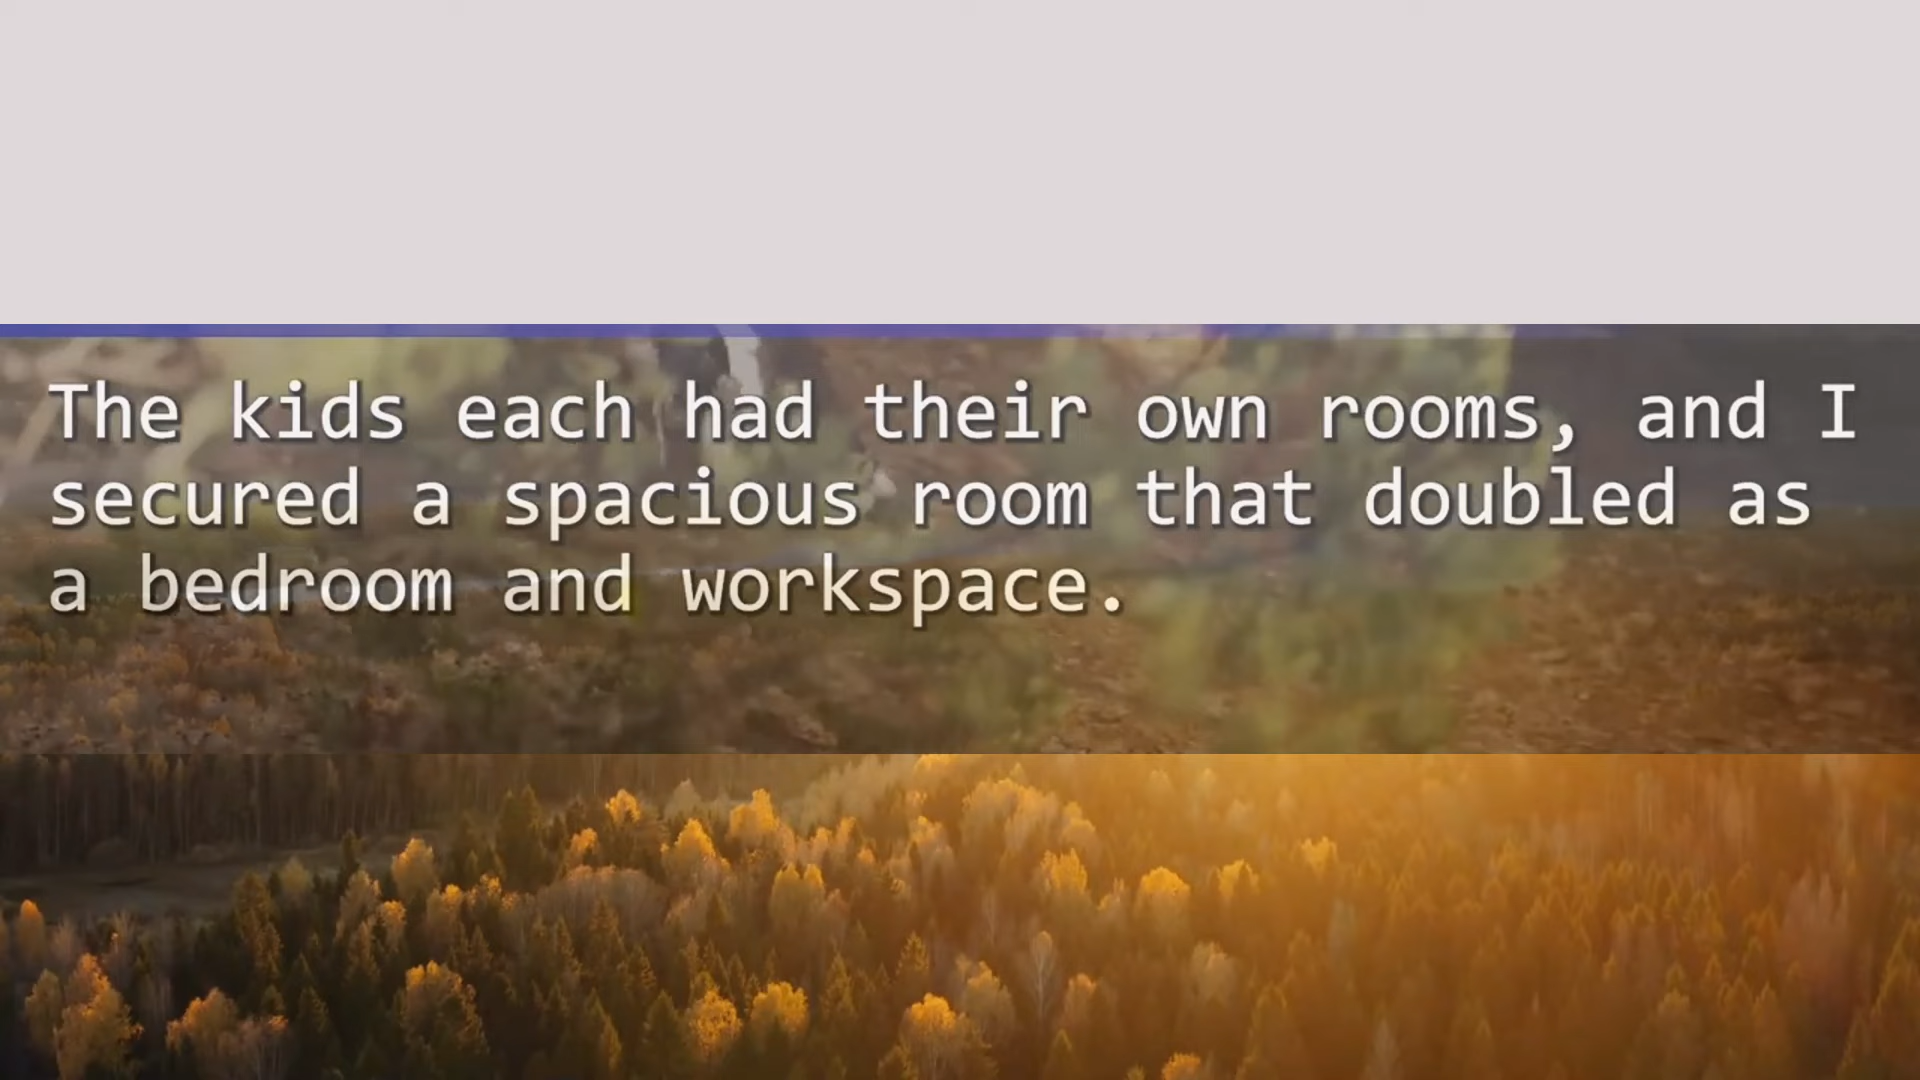 The kids each had their own rooms, and I
secured a spacious room that doubled as
a bedroom and workspace.